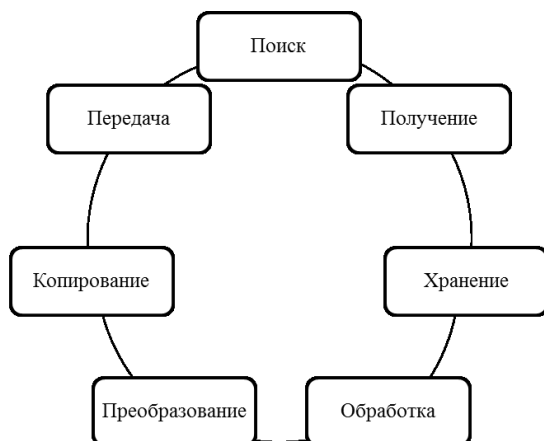 Поиск
Получение
Хранение
Обработка
Преобразование
Копирование
Передача